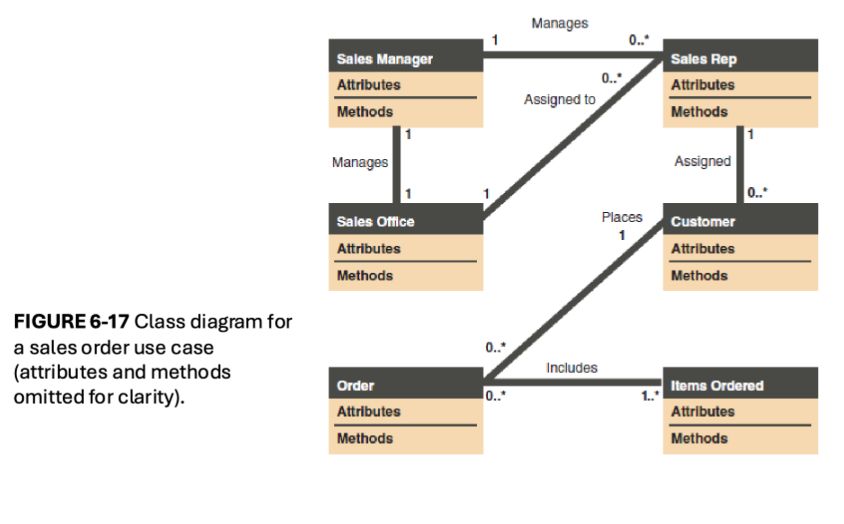 Manages
1
0..*
Sales Manager
Sales Rep
Attributes
0..*
Attributes
Assigned to
Methods
Methods
1
1
Manages
Assigned
1
1
0..*
Places
Sales Office
Customer
1
Attributes
Attributes
Methods
Methods
FIGURE 6-17 Class diagram for
a sales order use case
(attributes and methods
omitted for clarity).
0..*
Includes
Order
Items Ordered
0..*
1..*
Attributes
Attributes
Methods
Methods